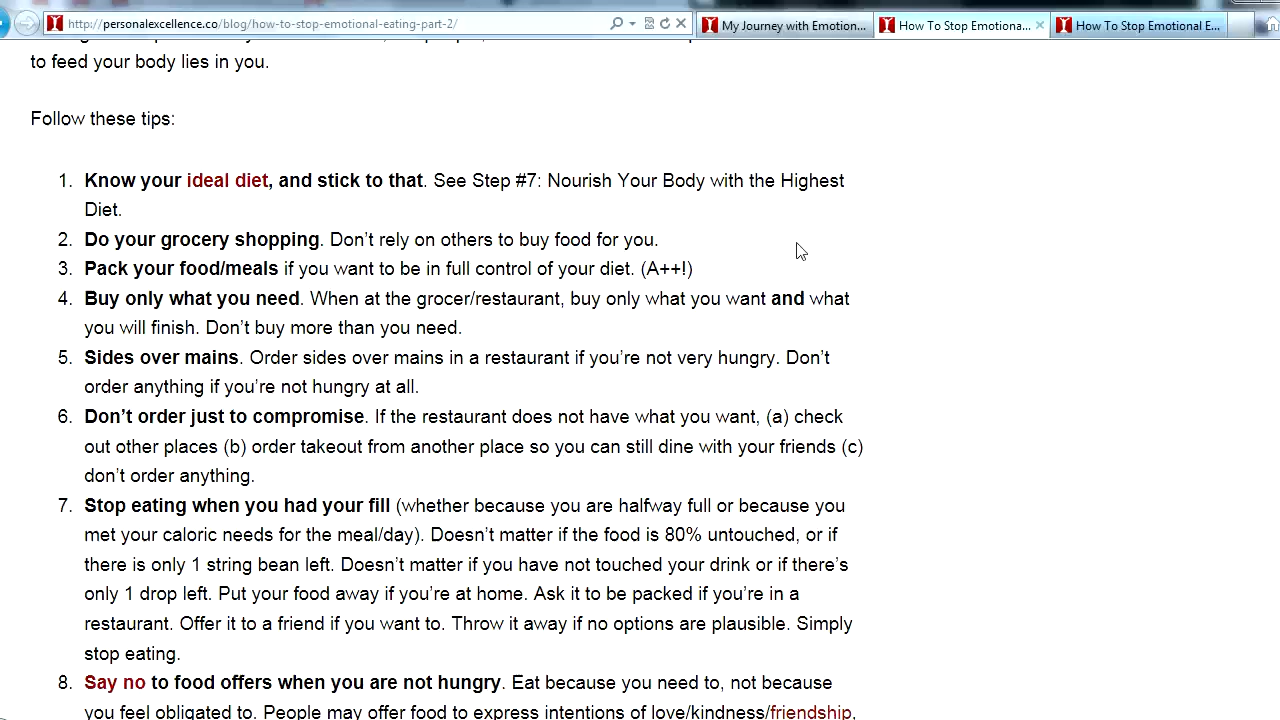 http://personalexcellence.co/blog/how-to-stop-emotional-eating-part-2/
My Journey with Emotion...
How To Stop Emotiona...
How To Stop Emotional E...
to feed your body lies in you.
Follow these tips:
1. Know your ideal diet, and stick to that. See Step #7: Nourish Your Body with the Highest
Diet.
2. Do your grocery shopping. Don’t rely on others to buy food for you.
3. Pack your food/meals if you want to be in full control of your diet. (A++!)
4. Buy only what you need. When at the grocer/restaurant, buy only what you want and what
you will finish. Don’t buy more than you need.
5. Sides over mains. Order sides over mains in a restaurant if you’re not very hungry. Don’t
order anything if you’re not hungry at all.
6. Don’t order just to compromise. If the restaurant does not have what you want, (a) check
out other places (b) order takeout from another place so you can still dine with your friends (c)
don’t order anything.
7. Stop eating when you had your fill (whether because you are halfway full or because you
met your caloric needs for the meal/day). Doesn’t matter if the food is 80% untouched, or if
there is only 1 string bean left. Doesn’t matter if you have not touched your drink or if there’s
only 1 drop left. Put your food away if you’re at home. Ask it to be packed if you’re in a
restaurant. Offer it to a friend if you want to. Throw it away if no options are plausible. Simply
stop eating.
8. Say no to food offers when you are not hungry. Eat because you need to, not because
you feel obligated to. People may offer food to express intentions of love/kindness/friendship,